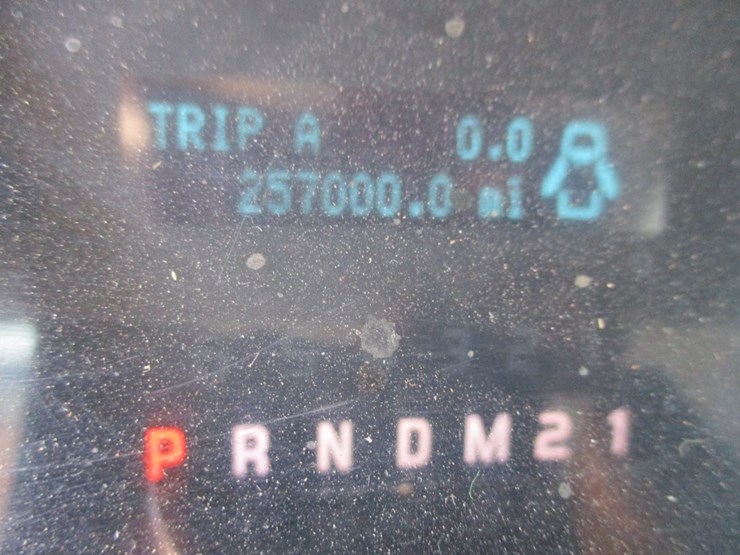 TRIP A 0.0
257000.0 mi
P R N D M 2 1